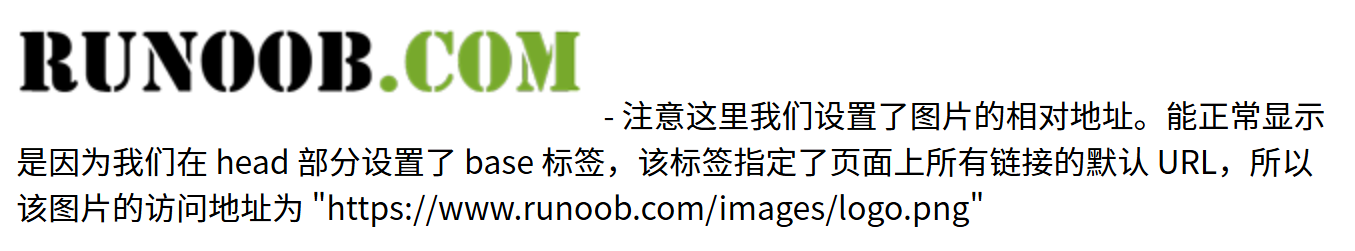 RUNOOB.COM
- 注意这里我们设置了图片的相对地址。能正常显示
是因为我们在 head 部分设置了 base 标签，该标签指定了页面上所有链接的默认 URL，所以
该图片的访问地址为 "https://www.runoob.com/images/logo.png"